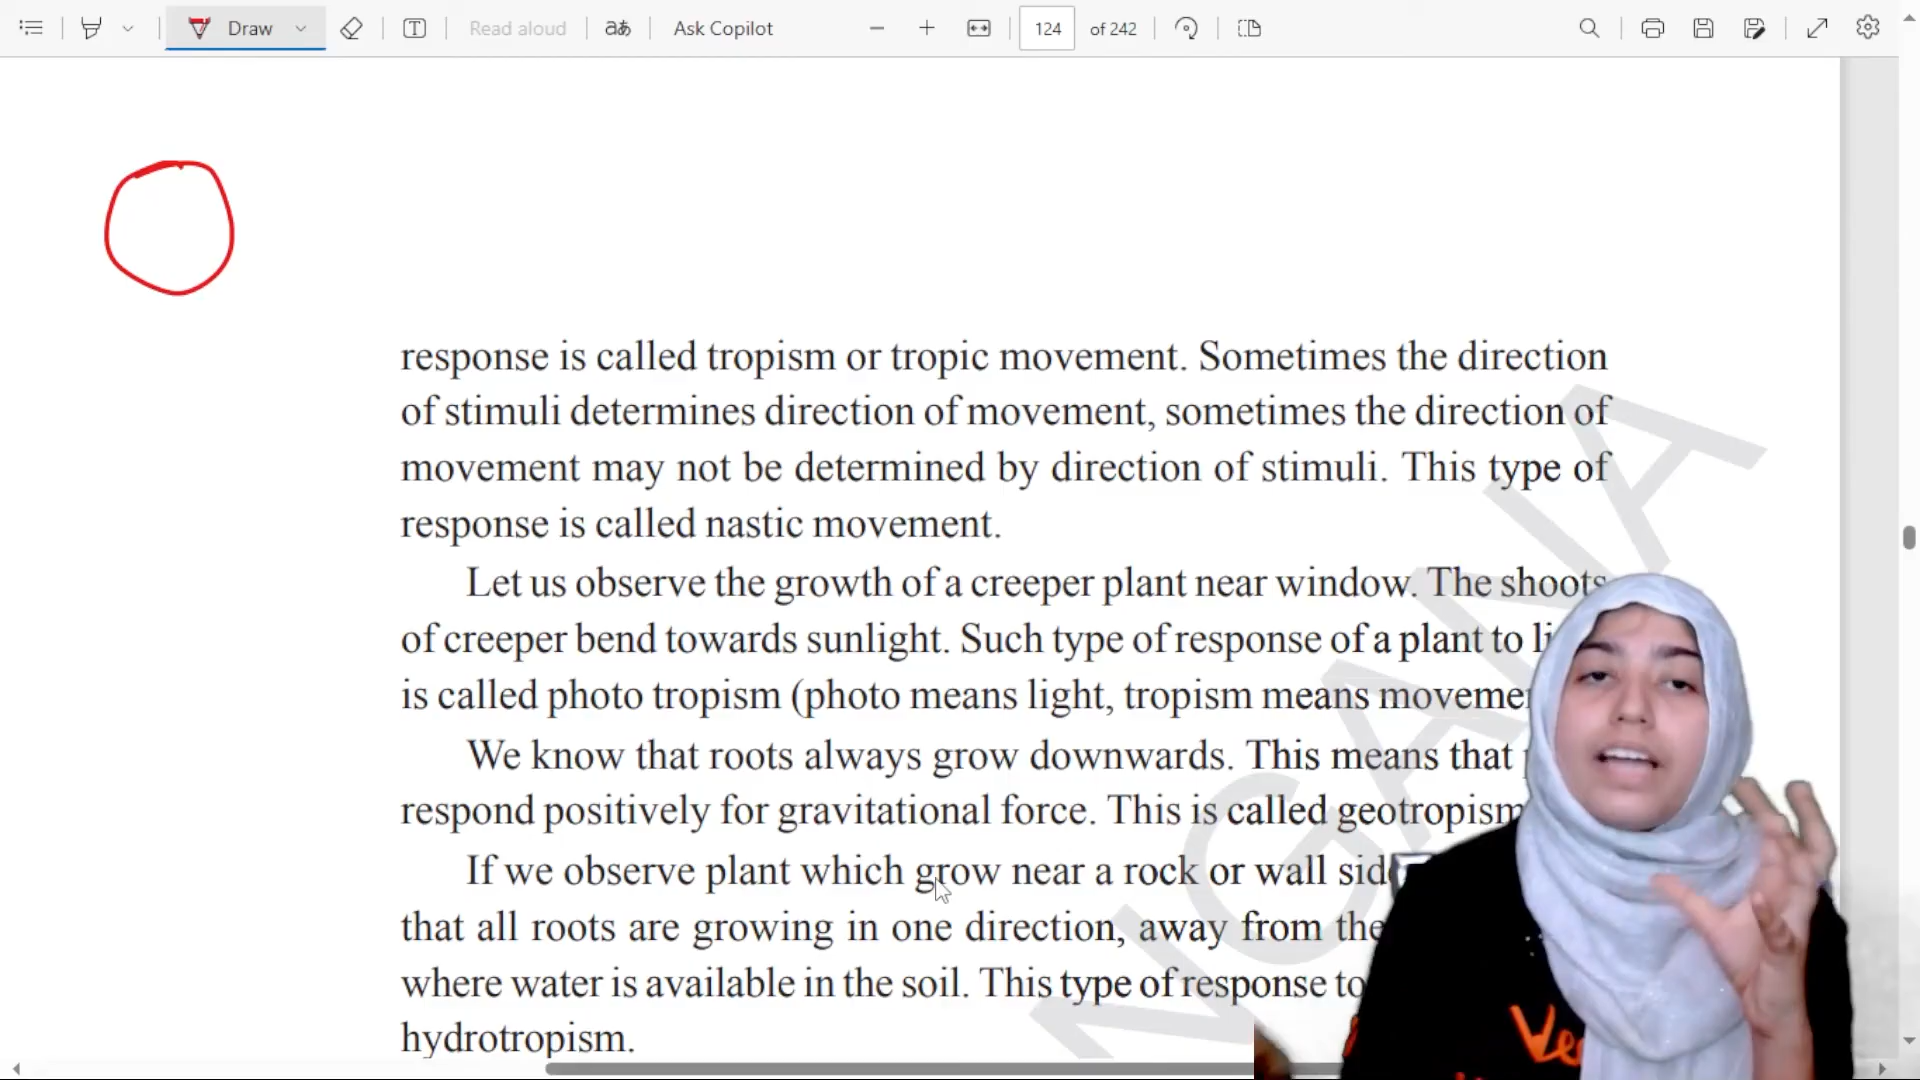 Draw
Read aloud
aあ
Ask Copilot
124
of 242
response is called tropism or tropic movement. Sometimes the direction
of stimuli determines direction of movement, sometimes the direction of
movement may not be determined by direction of stimuli. This type of
response is called nastic movement.
Let us observe the growth of a creeper plant near window. The shoots
of creeper bend towards sunlight. Such type of response of a plant to
is called photo tropism (photo means light, tropism means
We know that roots always grow downwards. This means that
respond positively for gravitational force. This is called geotropism
If we observe plant which grow near a rock or wall
that all roots are growing in one direction, away from the
where water is available in the soil. This type of response to
hydrotropism.
NGANA